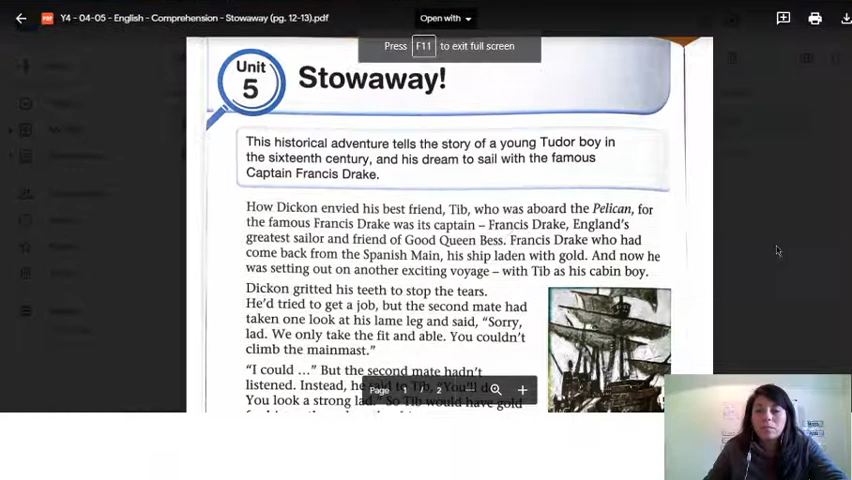 Y4 - 04-05 - English - Comprehension - Stowaway (pg. 12-13).pdf
Open with
Press F11 to exit full screen
Unit
5
Stowaway!
This historical adventure tells the story of a young Tudor boy in
the sixteenth century, and his dream to sail with the famous
Captain Francis Drake.
How Dickon envied his best friend, Tib, who was aboard the Pelican, for
the famous Francis Drake was its captain – Francis Drake, England's
greatest sailor and friend of Good Queen Bess. Francis Drake who had
come back from the Spanish Main, his ship laden with gold. And now he
was setting out on another exciting voyage – with Tib as his cabin boy.
Dickon gritted his teeth to stop the tears.
He'd tried to get a job, but the second mate had
taken one look at his lame leg and said, "Sorry,
lad. We only take the fit and able. You couldn't
climb the mainmast."
"I could ..." But the second mate hadn't
listened. Instead, he said to Tib, "You'll do
You look a strong lad." So Tib would have gold
Page 1 / 2